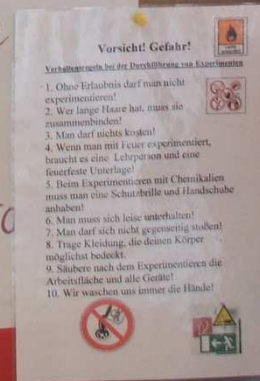 Vorsicht! Gefahr!
Verhaltensregeln bei der Durchführung von Experimenten
1. Ohne Erlaubnis darf man nicht
experimentieren!
2. Wer lange Haare hat, muss sie
zusammenbinden!
3. Man darf nichts kosten!
4. Wenn man mit Feuer experimentiert,
braucht es eine Lehrperson und eine
feuerfeste Unterlage!
5. Beim Experimentieren mit Chemikalien
muss man eine Schutzbrille und Handschuhe
anhaben!
6. Man muss sich leise unterhalten!
7. Man darf sich nicht gegenseitig stoßen!
8. Trage Kleidung, die deinen Körper
möglichst bedeckt.
9. Säubere nach dem Experimentieren die
Arbeitsfläche und alle Geräte!
10. Wir waschen uns immer die Hände!